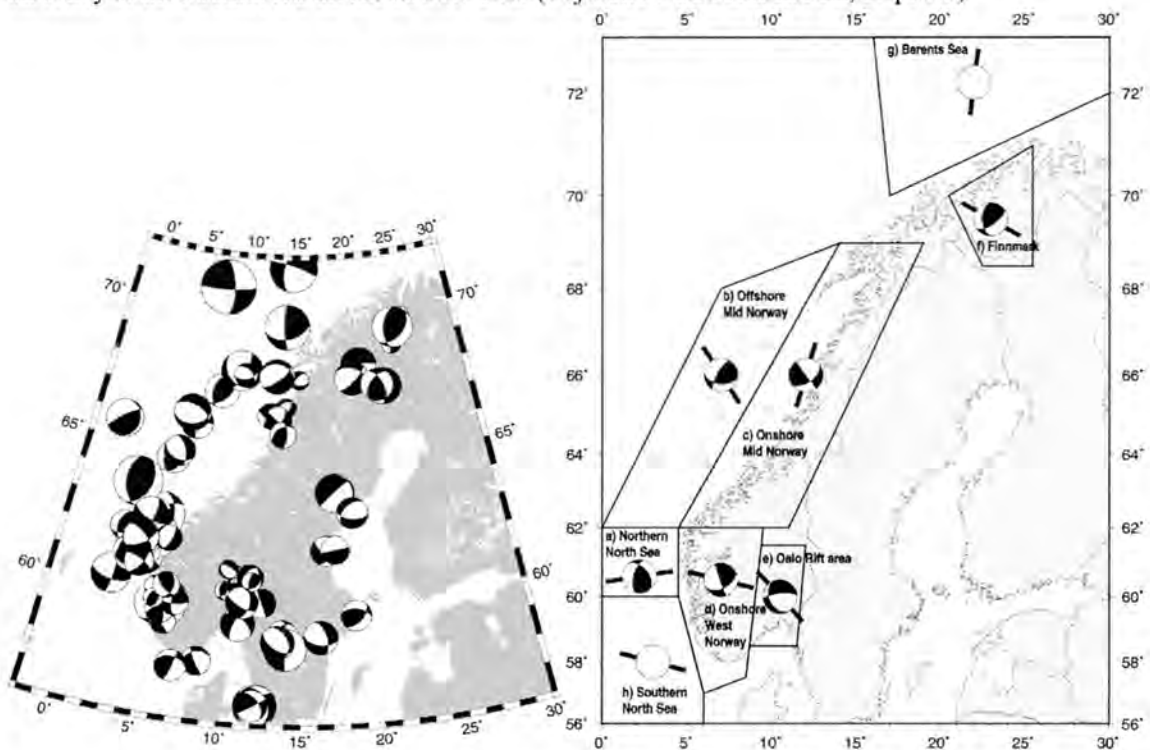 0° 5° 10° 15° 20° 25° 30°
70° 70°
65° 65°
60° 60°
0° 5° 10° 15° 20° 25° 30°
0° 5° 10° 15° 20° 25° 30°
72° 72°
70° 70°
68° 68°
66° 66°
64° 64°
62° 62°
60° 60°
58° 58°
56° 56°
0° 5° 10° 15° 20° 25° 30°
g) Barents Sea
f) Finnmark
b) Offshore
Mid Norway
c) Onshore
Mid Norway
a) Northern
North Sea
e) Oslo Rift area
d) Onshore
West
Norway
h) Southern
North Sea